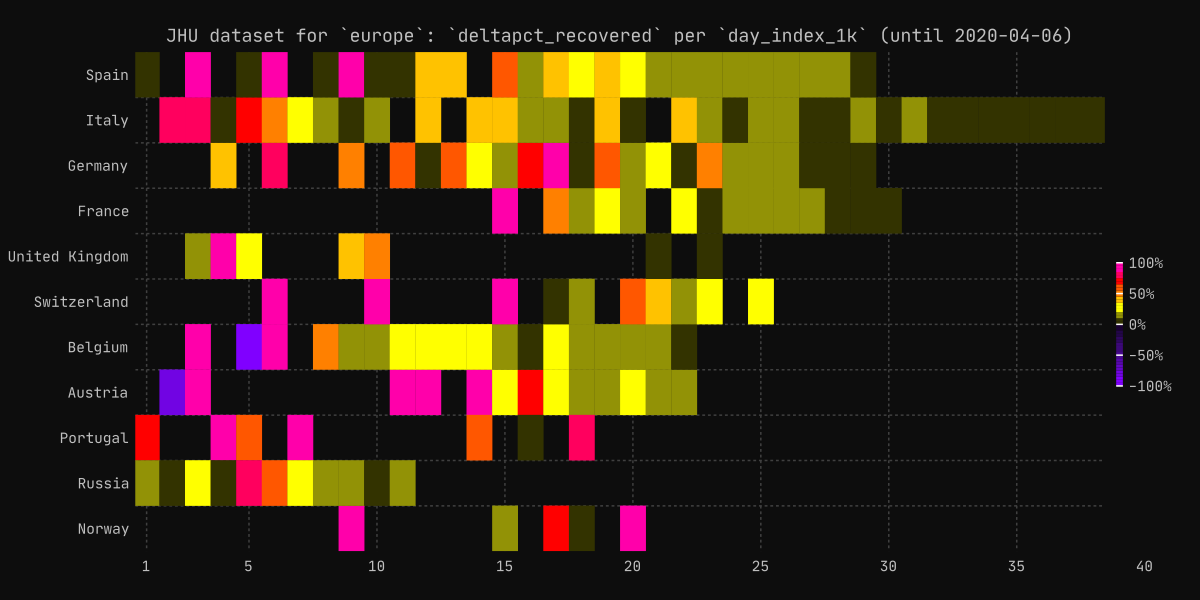 JHU dataset for `europe`: `deltapct_recovered` per `day_index_1k` (until 2020-04-06)
Spain
Italy
Germany
France
United Kingdom
Switzerland
Belgium
Austria
Portugal
Russia
Norway
100%
50%
0%
-50%
-100%
1 5 10 15 20 25 30 35 40